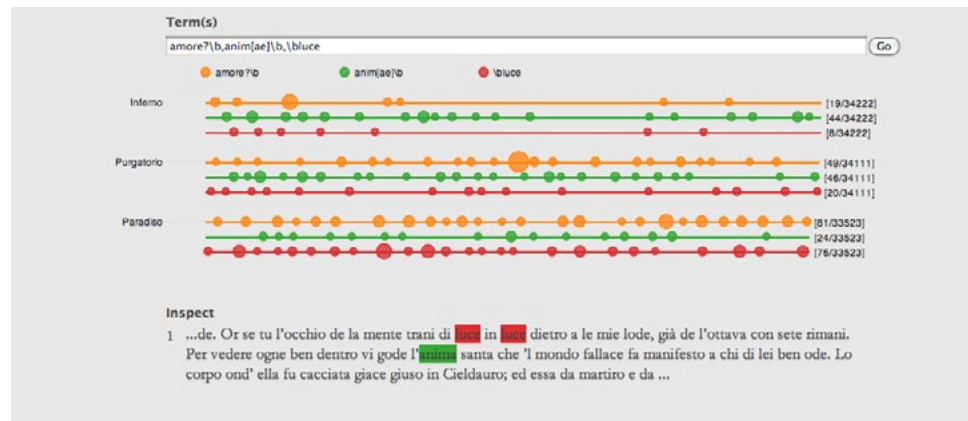 Term(s)
amore?\b,anim[ae]\b,\bluce
Go
amore?\b anim[ae]\b \bluce
Inferno
[19/34222]
[44/34222]
[8/34222]
Purgatorio
[49/34111]
[46/34111]
[20/34111]
Paradiso
[81/33523]
[24/33523]
[76/33523]
Inspect
1 ...de. Or se tu l'occhio de la mente trani di luce in luce dietro a le mie lode, già de l'ottava con sete rimani.
Per vedere ogne ben dentro vi gode l'anima santa che 'l mondo fallace fa manifesto a chi di lei ben ode. Lo
corpo ond' ella fu cacciata giace giuso in Cieldauro; ed essa da martiro e da ...